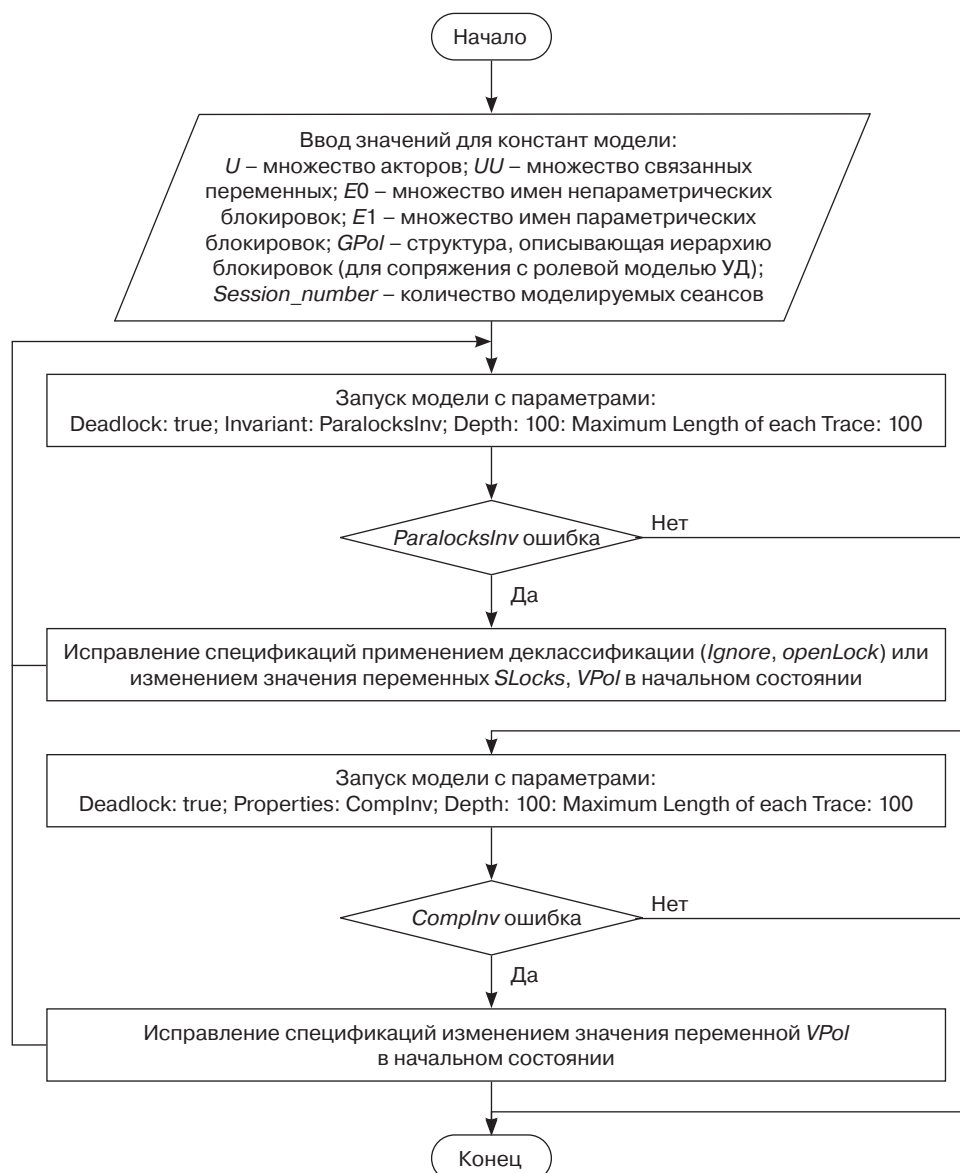 Начало
Ввод значений для констант модели:
U – множество акторов; UU – множество связанных
переменных; E0 – множество имен непараметрических
блокировок; E1 – множество имен параметрических
блокировок; GPol – структура, описывающая иерархию
блокировок (для сопряжения с ролевой моделью УД);
Session_number – количество моделируемых сеансов
Запуск модели с параметрами:
Deadlock: true; Invariant: ParalocksInv; Depth: 100: Maximum Length of each Trace: 100
ParalocksInv ошибка
Нет
Да
Исправление спецификаций применением деклассификации (Ignore, openLock) или
изменением значения переменных SLocks, VPol в начальном состоянии
Запуск модели с параметрами:
Deadlock: true; Properties: CompInv; Depth: 100: Maximum Length of each Trace: 100
CompInv ошибка
Нет
Да
Исправление спецификаций изменением значения переменной VPol
в начальном состоянии
Конец